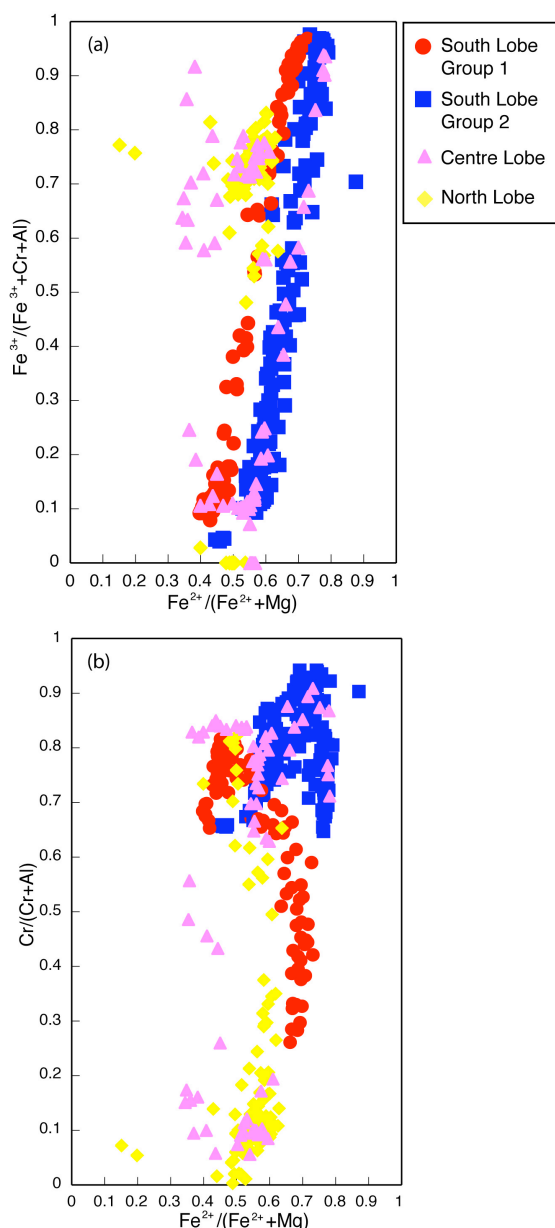 (a)
Fe³⁺/(Fe³⁺+Cr+Al)
1
0.9
0.8
0.7
0.6
0.5
0.4
0.3
0.2
0.1
0
0 0.1 0.2 0.3 0.4 0.5 0.6 0.7 0.8 0.9 1
Fe²⁺/(Fe²⁺+Mg)
South Lobe
Group 1
South Lobe
Group 2
Centre Lobe
North Lobe
(b)
Cr/(Cr+Al)
1
0.9
0.8
0.7
0.6
0.5
0.4
0.3
0.2
0.1
0
0 0.1 0.2 0.3 0.4 0.5 0.6 0.7 0.8 0.9 1
Fe²⁺/(Fe²⁺+Mg)